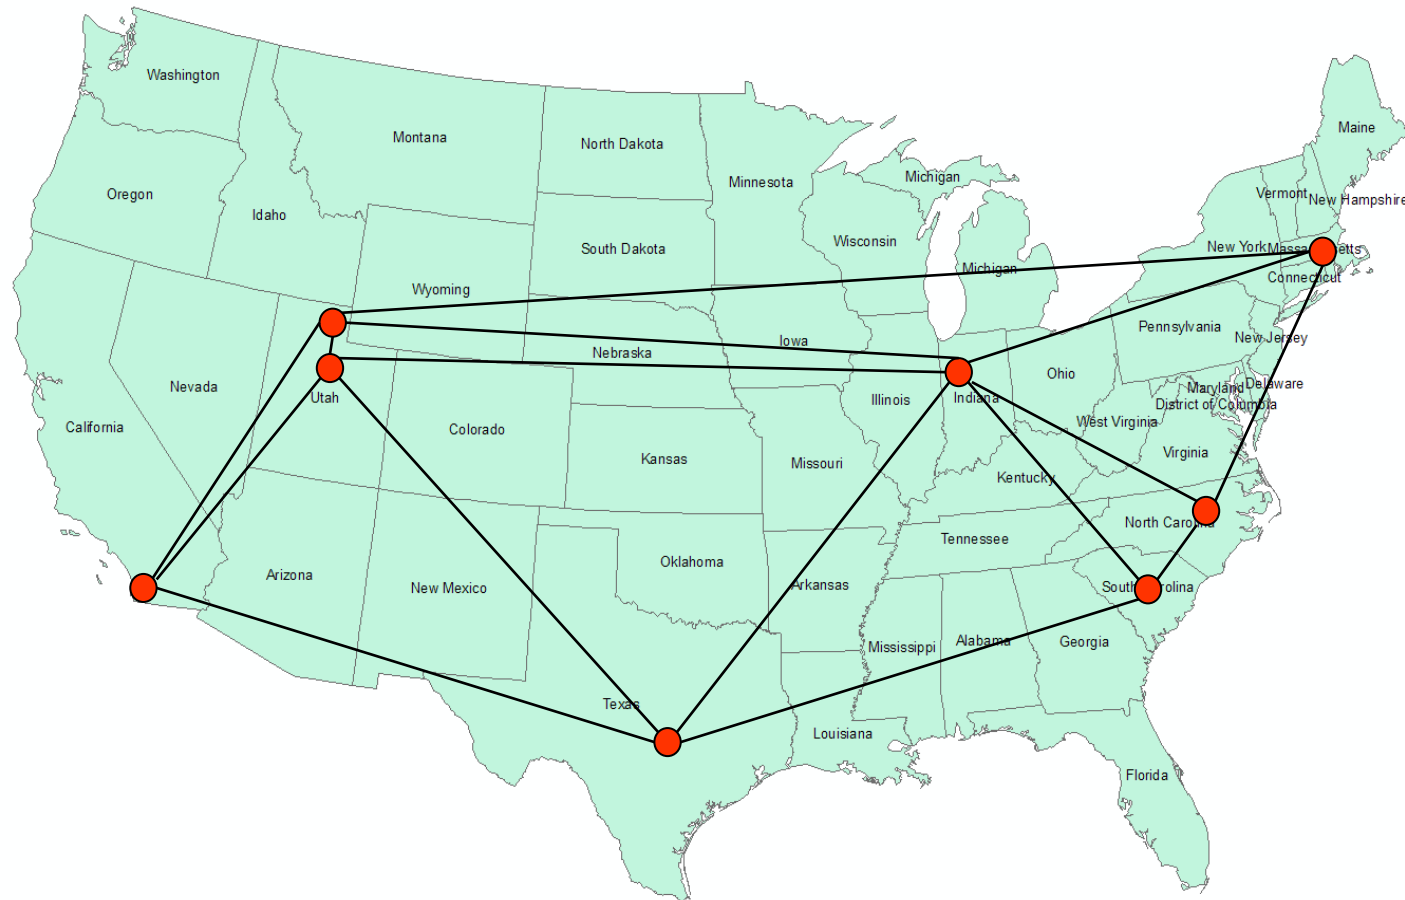 Washington
Montana
North Dakota
Minnesota
Michigan
Maine
Oregon
Idaho
Vermont
New Hampshire
South Dakota
Wisconsin
New York
Massachusetts
Michigan
Connecticut
Wyoming
Pennsylvania
New Jersey
Iowa
Nebraska
Ohio
Nevada
Utah
Illinois
Indiana
Maryland
Delaware
District of Columbia
California
Colorado
West Virginia
Virginia
Kansas
Missouri
Kentucky
North Carolina
Tennessee
Oklahoma
Arizona
New Mexico
Arkansas
South Carolina
Mississippi
Alabama
Georgia
Texas
Louisiana
Florida